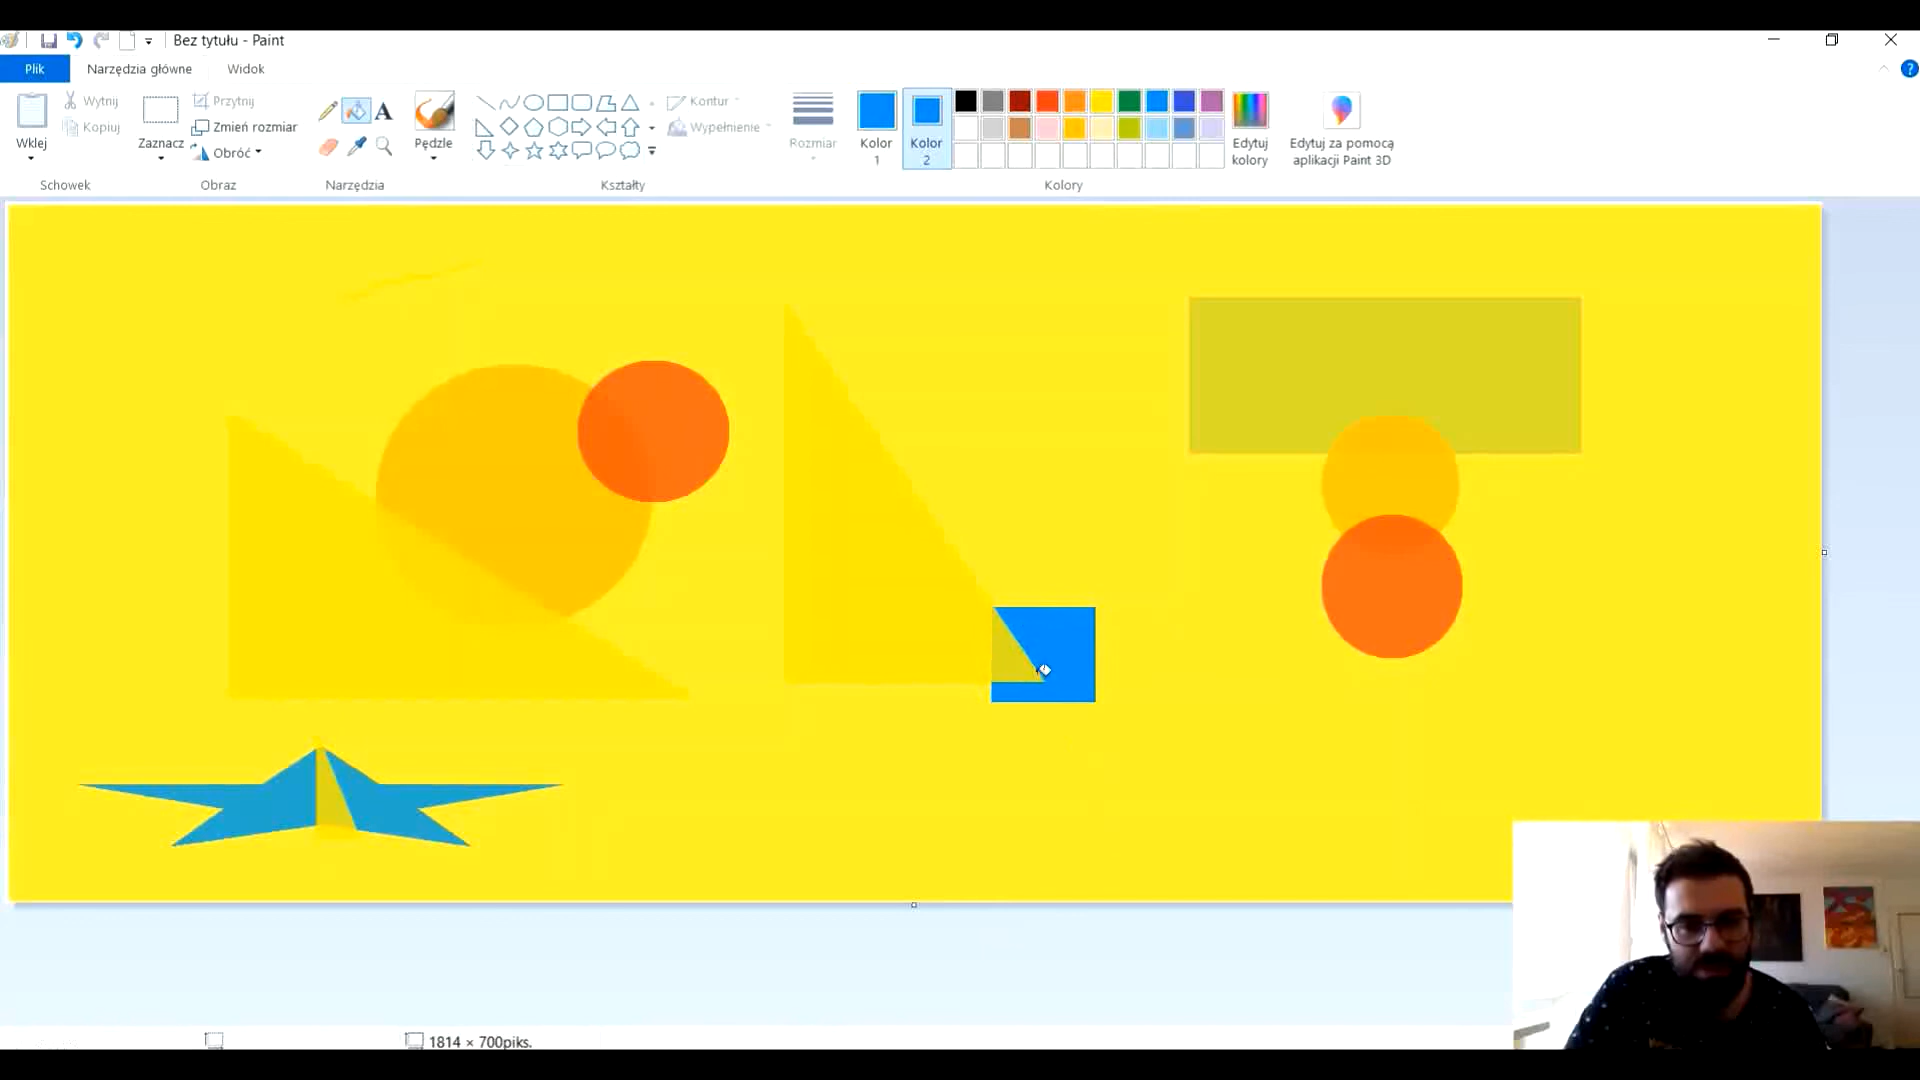 Bez tytułu - Paint
Plik Narzędzia główne Widok
Wklej Wytnij Kopiuj
Zaznacz Przytnij Zmień rozmiar Obróć
A
Pędzle
Kontur
Wypełnienie
Rozmiar
Kolor 1
Kolor 2
Edytuj kolory
Edytuj za pomocą aplikacji Paint 3D
Schowek Obraz Narzędzia Kształty Kolory
1814 × 700piks.